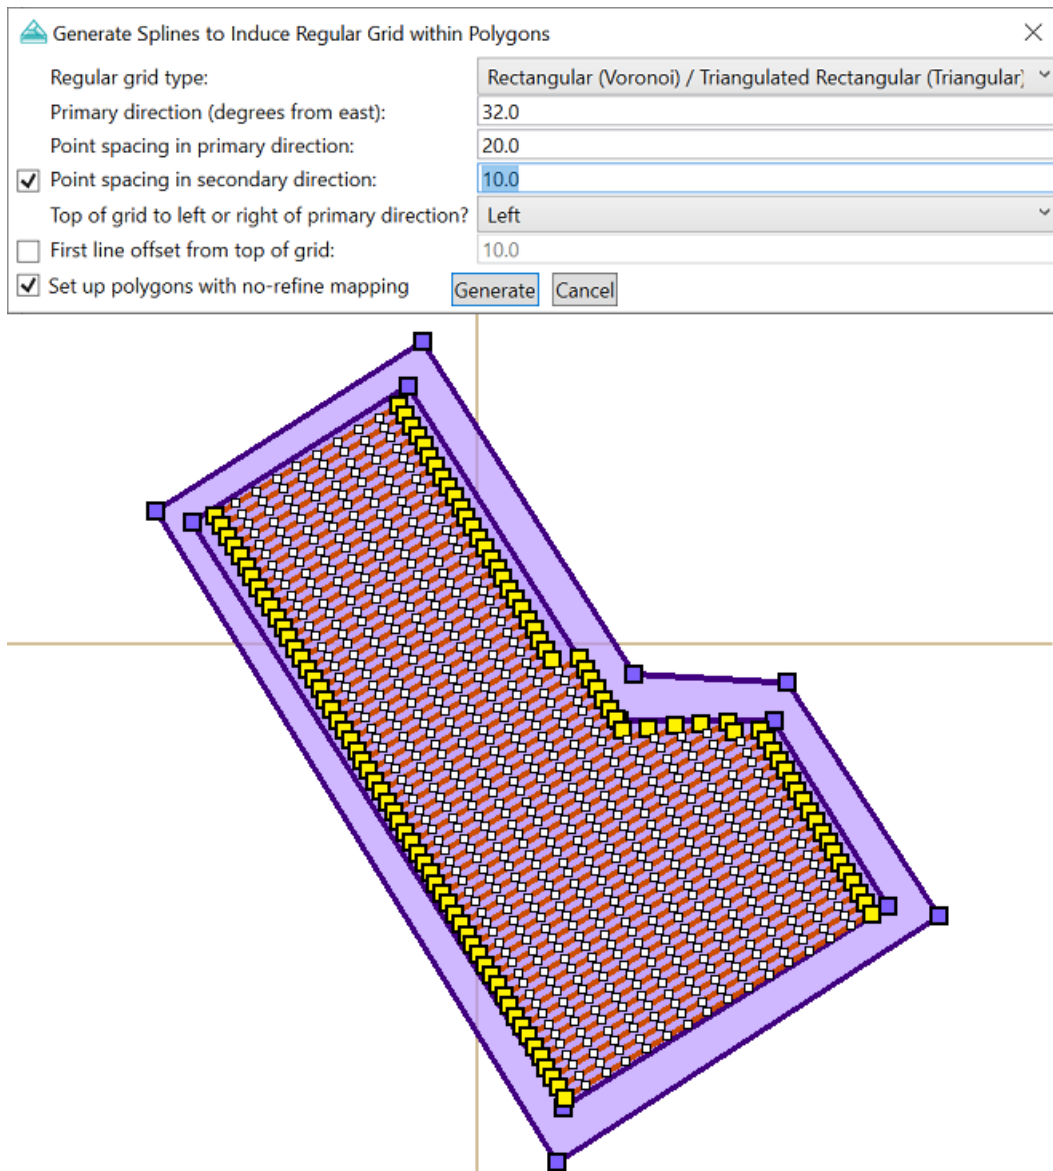 Generate Splines to Induce Regular Grid within Polygons
Regular grid type: Rectangular (Voronoi) / Triangulated Rectangular (Triangular)
Primary direction (degrees from east): 32.0
Point spacing in primary direction: 20.0
Point spacing in secondary direction: 10.0
Top of grid to left or right of primary direction? Left
First line offset from top of grid: 10.0
Set up polygons with no-refine mapping Generate Cancel